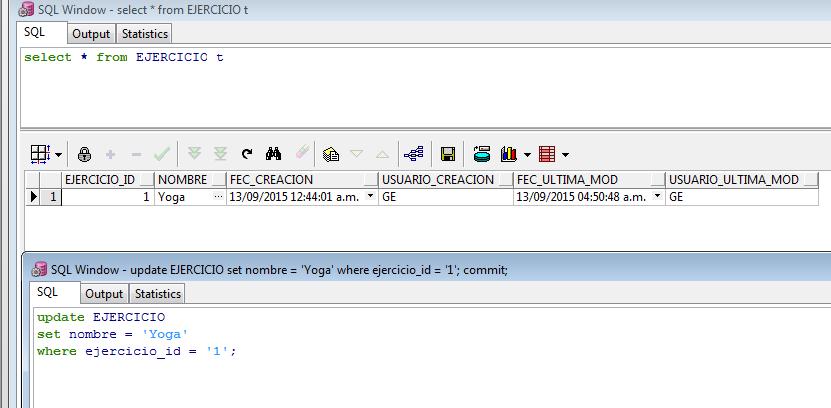 SQL Window - select * from EJERCICIO t
SQL Output Statistics
select * from EJERCICIO t
EJERCICIO_ID NOMBRE FEC_CREACION USUARIO_CREACION FEC_ULTIMA_MOD USUARIO_ULTIMA_MOD
1 1 Yoga ... 13/09/2015 12:44:01 a.m. GE 13/09/2015 04:50:48 a.m. GE
SQL Window - update EJERCICIO set nombre = 'Yoga' where ejercicio_id = '1'; commit;
SQL Output Statistics
update EJERCICIO
set nombre = 'Yoga'
where ejercicio_id = '1';